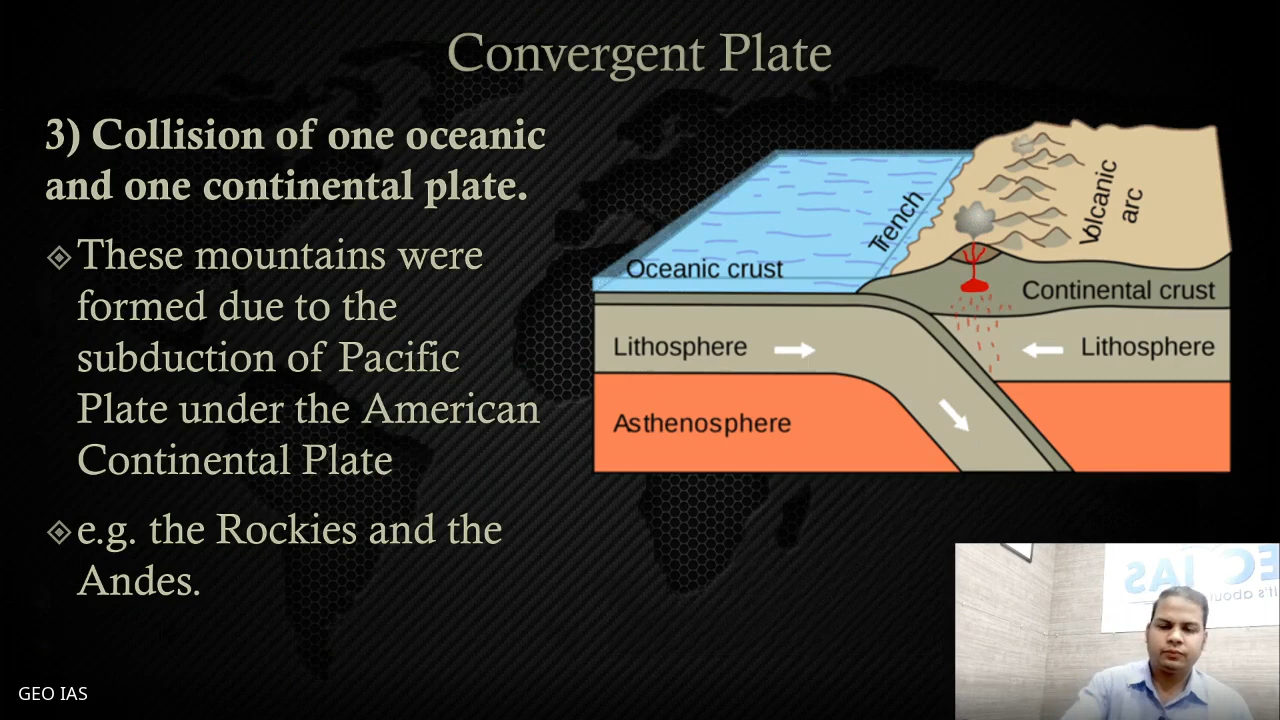 Convergent Plate
3) Collision of one oceanic
and one continental plate.
These mountains were
formed due to the
subduction of Pacific
Plate under the American
Continental Plate
e.g. the Rockies and the
Andes.
Trench
Volcanic
arc
Oceanic crust
Continental crust
Lithosphere
Lithosphere
Asthenosphere
IAS
GEO IAS